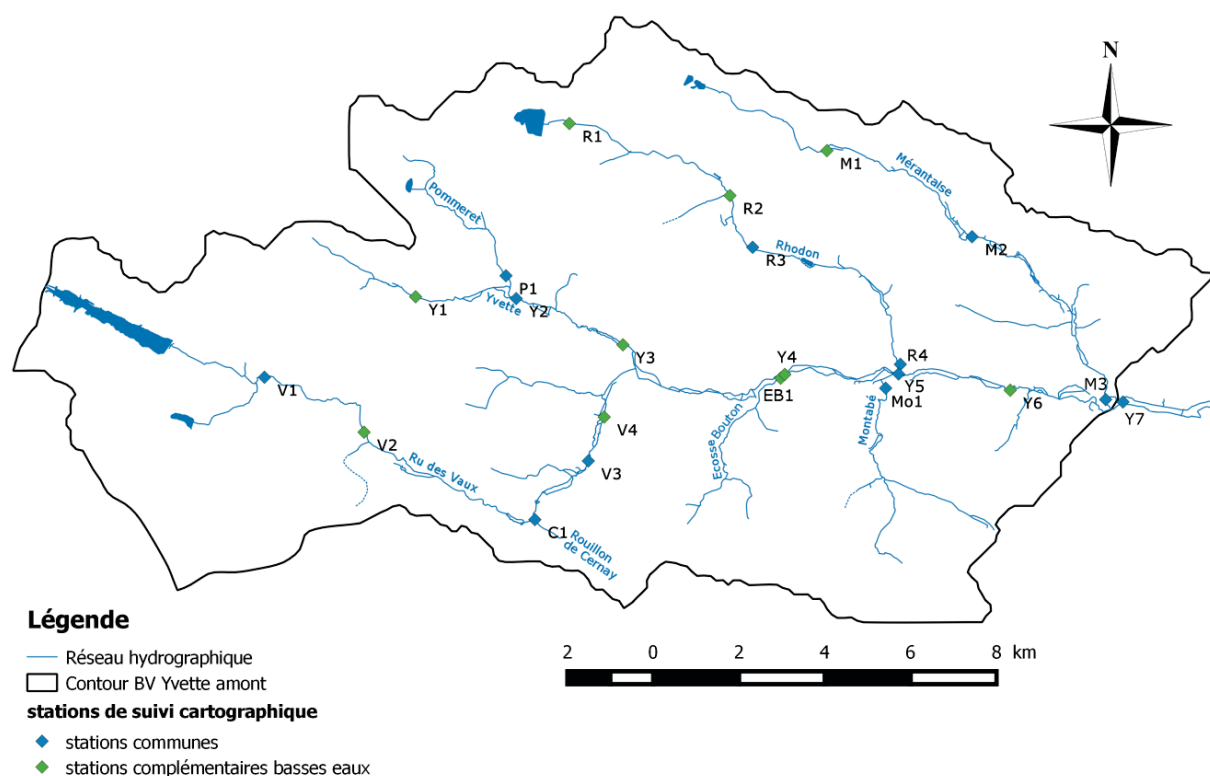 N
R1
M1
Mérantaise
Pommeret
R2
M2
R3
Rhodon
P1
Y1
Yvette
Y2
Y3
Y4
R4
V1
EB1
Y5
Mo1
Y6
M3
Y7
V4
V2
Ecosse Bouton
Montabé
V3
Ru des Vaux
C1
Rouillon
de Cernay
Légende
Réseau hydrographique
Contour BV Yvette amont
stations de suivi cartographique
stations communes
stations complémentaires basses eaux
2 0 2 4 6 8 km